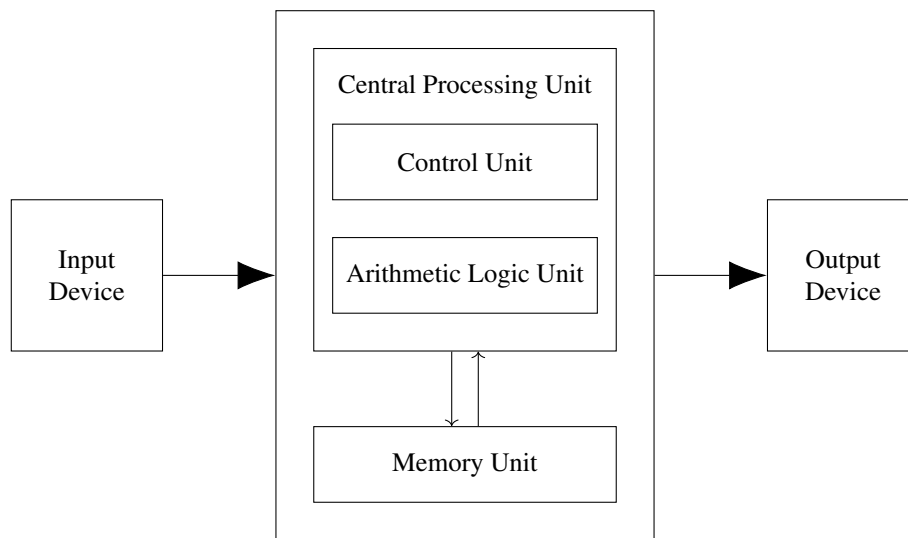 Central Processing Unit
Control Unit
Arithmetic Logic Unit
Input
Device
Output
Device
Memory Unit